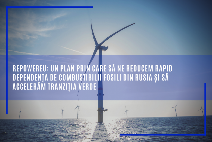 REPOWEREU: UN PLAN PRIN CARE SĂ NE REDUCEM RAPID
DEPENDENȚA DE COMBUSTIBILII FOSILI DIN RUSIA ȘI SĂ
ACCELERĂM TRANZIȚIA VERDE